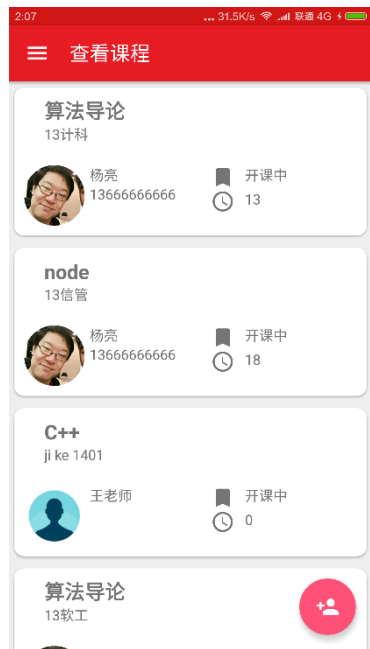 2:07 ... 31.5K/s 联通 4G
查看课程
算法导论
13计科
杨亮
13666666666
开课中
13
node
13信管
杨亮
13666666666
开课中
18
C++
ji ke 1401
王老师
开课中
0
算法导论
13软工